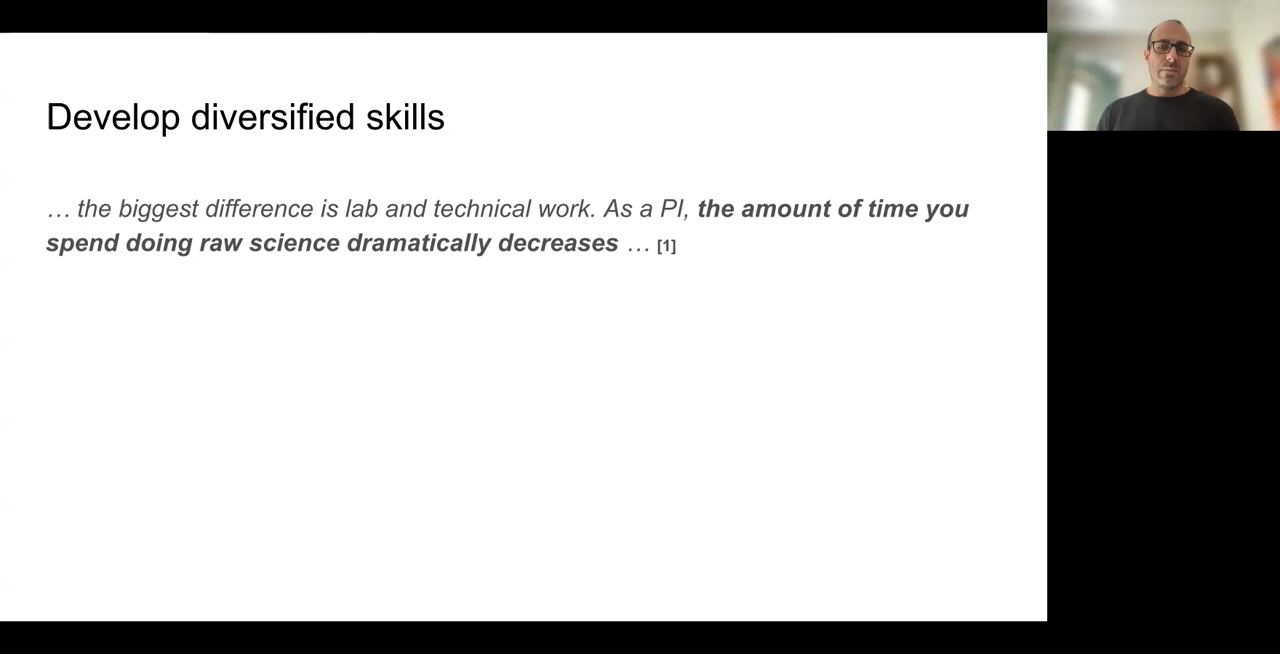 Develop diversified skills
… the biggest difference is lab and technical work. As a PI, the amount of time you
spend doing raw science dramatically decreases … [1]